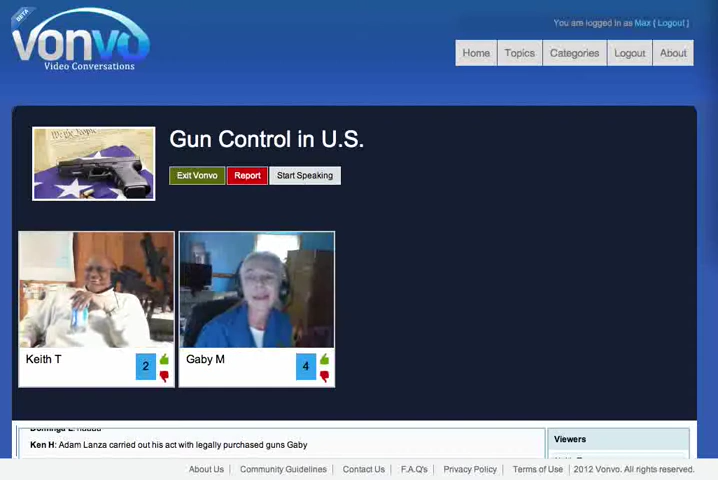 BETA
vonvo
Video Conversations
You are logged in as Max [ Logout ]
Home Topics Categories Logout About
Gun Control in U.S.
Exit Vonvo Report Start Speaking
Keith T 2
Gaby M 4
Ken H: Adam Lanza carried out his act with legally purchased guns Gaby
Viewers
About Us Community Guidelines Contact Us F.A.Q's Privacy Policy Terms of Use 2012 Vonvo. All rights reserved.